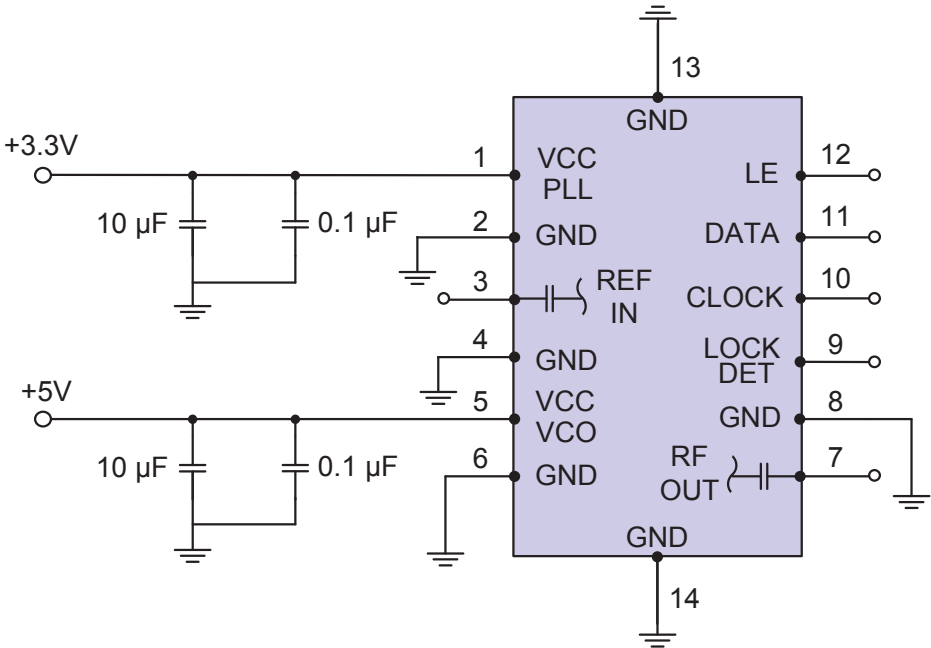 13
GND
+3.3V
1
VCC
PLL
12
LE
10 µF
0.1 µF
2
GND
11
DATA
3
REF
IN
10
CLOCK
4
GND
9
LOCK
DET
+5V
5
VCC
VCO
8
GND
10 µF
0.1 µF
6
GND
7
RF
OUT
GND
14